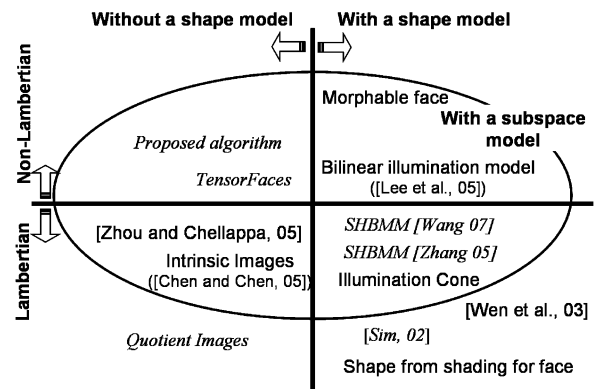 Without a shape model
With a shape model
Non-Lambertian
Morphable face
With a subspace
model
Proposed algorithm
TensorFaces
Bilinear illumination model
([Lee et al., 05])
Lambertian
[Zhou and Chellappa, 05]
Intrinsic Images
([Chen and Chen, 05])
SHBMM [Wang 07]
SHBMM [Zhang 05]
Illumination Cone
[Wen et al., 03]
Quotient Images
[Sim, 02]
Shape from shading for face